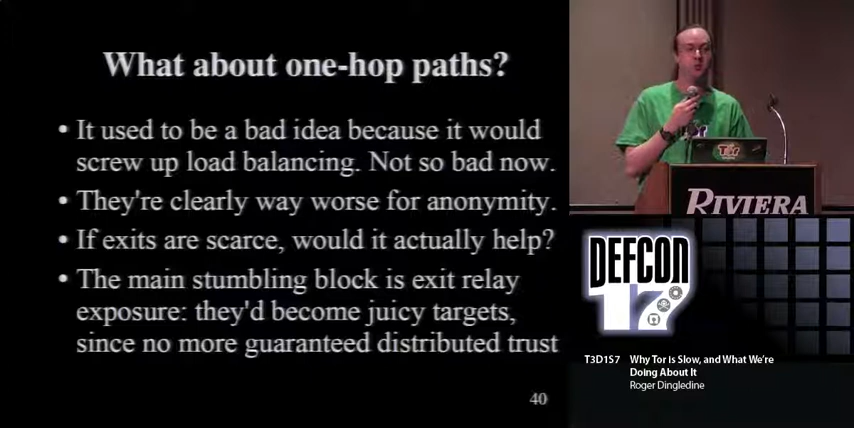 What about one-hop paths?
• It used to be a bad idea because it would
screw up load balancing. Not so bad now.
• They're clearly way worse for anonymity.
• If exits are scarce, would it actually help?
• The main stumbling block is exit relay
exposure: they'd become juicy targets,
since no more guaranteed distributed trust
40
Tor
RIVIERA
DEFCON
17
T3D1S7 Why Tor is Slow, and What We're
Doing About It
Roger Dingledine